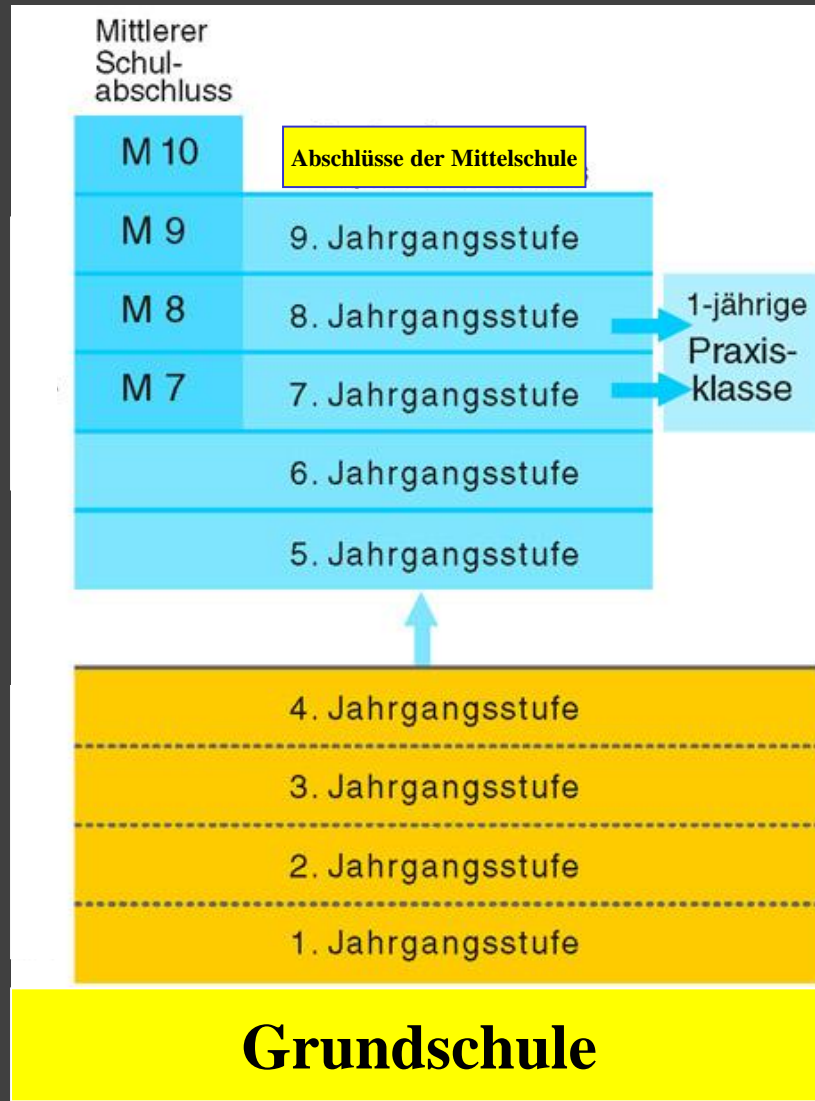 Mittlerer
Schul-
abschluss
M 10
Abschlüsse der Mittelschule
M 9
9. Jahrgangsstufe
M 8
8. Jahrgangsstufe
1-jährige
Praxis-
klasse
M 7
7. Jahrgangsstufe
6. Jahrgangsstufe
5. Jahrgangsstufe
4. Jahrgangsstufe
3. Jahrgangsstufe
2. Jahrgangsstufe
1. Jahrgangsstufe
Grundschule